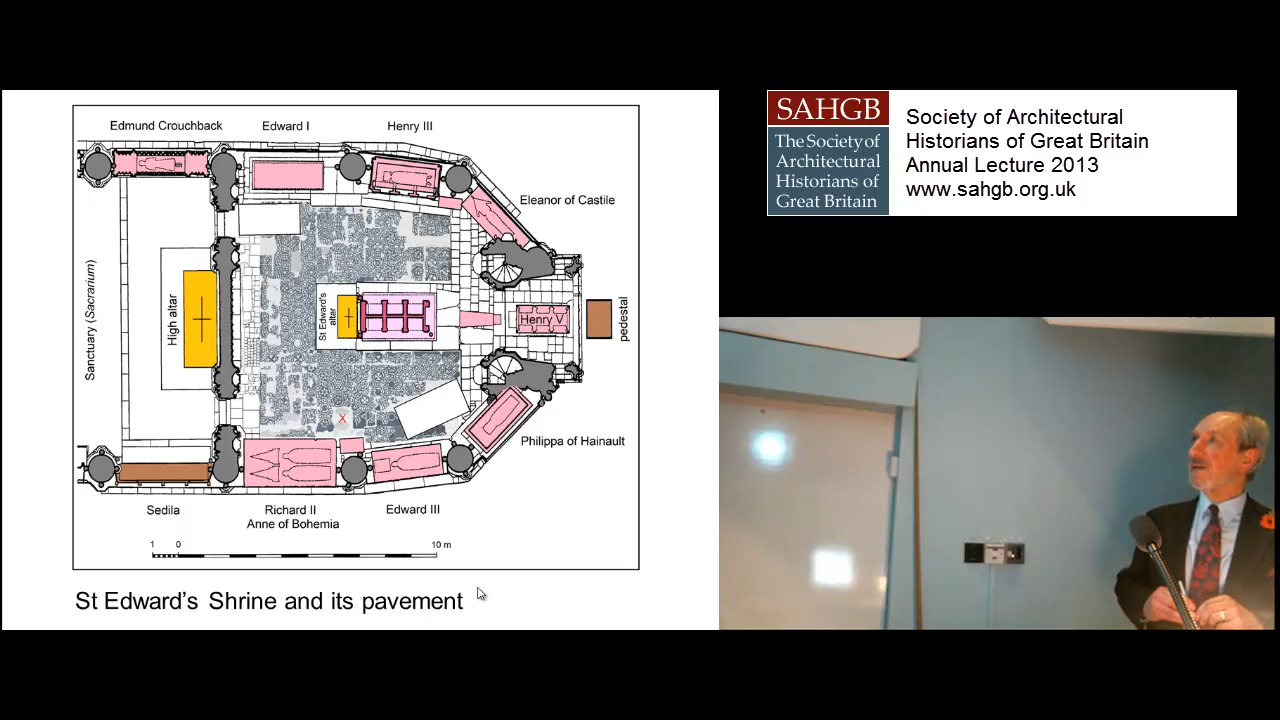 Edmund Crouchback
Edward I
Henry III
Eleanor of Castile
Sanctuary (Sacrarium)
High altar
St Edward's
altar
Henry V
pedestal
X
Philippa of Hainault
Sedila
Richard II
Anne of Bohemia
Edward III
1 0 10 m
St Edward's Shrine and its pavement
SAHGB
The Society of
Architectural
Historians of
Great Britain
Society of Architectural
Historians of Great Britain
Annual Lecture 2013
www.sahgb.org.uk